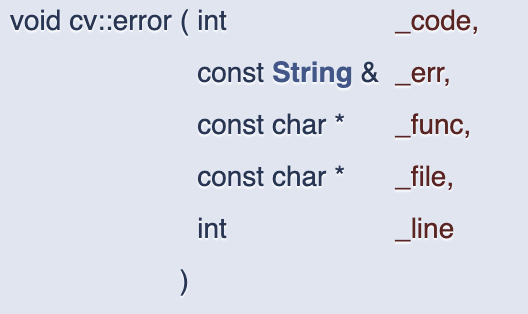 void cv::error ( int _code,
const String & _err,
const char * _func,
const char * _file,
int _line
)